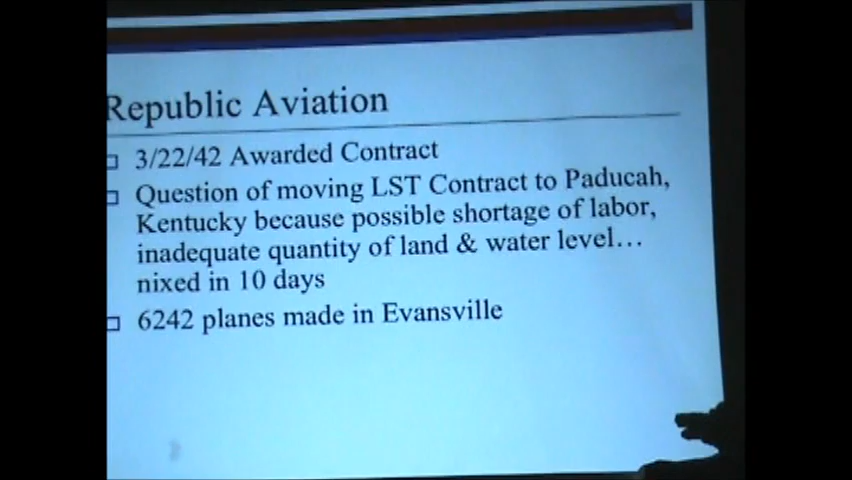 Republic Aviation
3/22/42 Awarded Contract
Question of moving LST Contract to Paducah,
Kentucky because possible shortage of labor,
inadequate quantity of land & water level…
nixed in 10 days
6242 planes made in Evansville